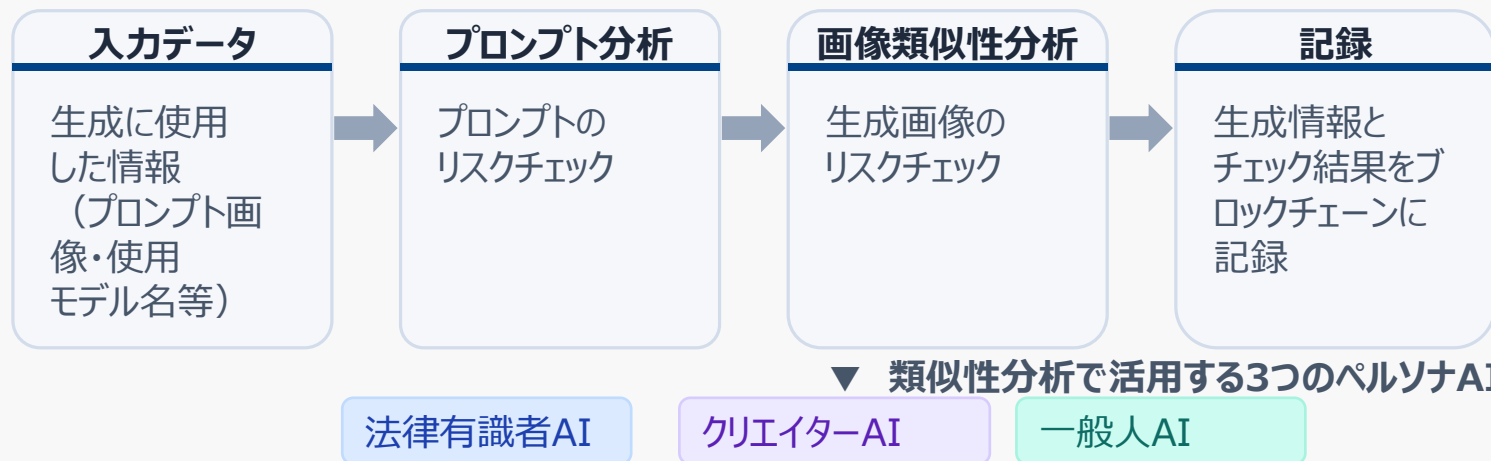 入力データ
生成に使用
した情報
（プロンプト画
像・使用
モデル名等）
プロンプト分析
プロンプトの
リスクチェック
画像類似性分析
生成画像の
リスクチェック
記録
生成情報と
チェック結果をブ
ロックチェーンに
記録
▼ 類似性分析で活用する3つのペルソナAI
法律有識者AI
クリエイターAI
一般人AI